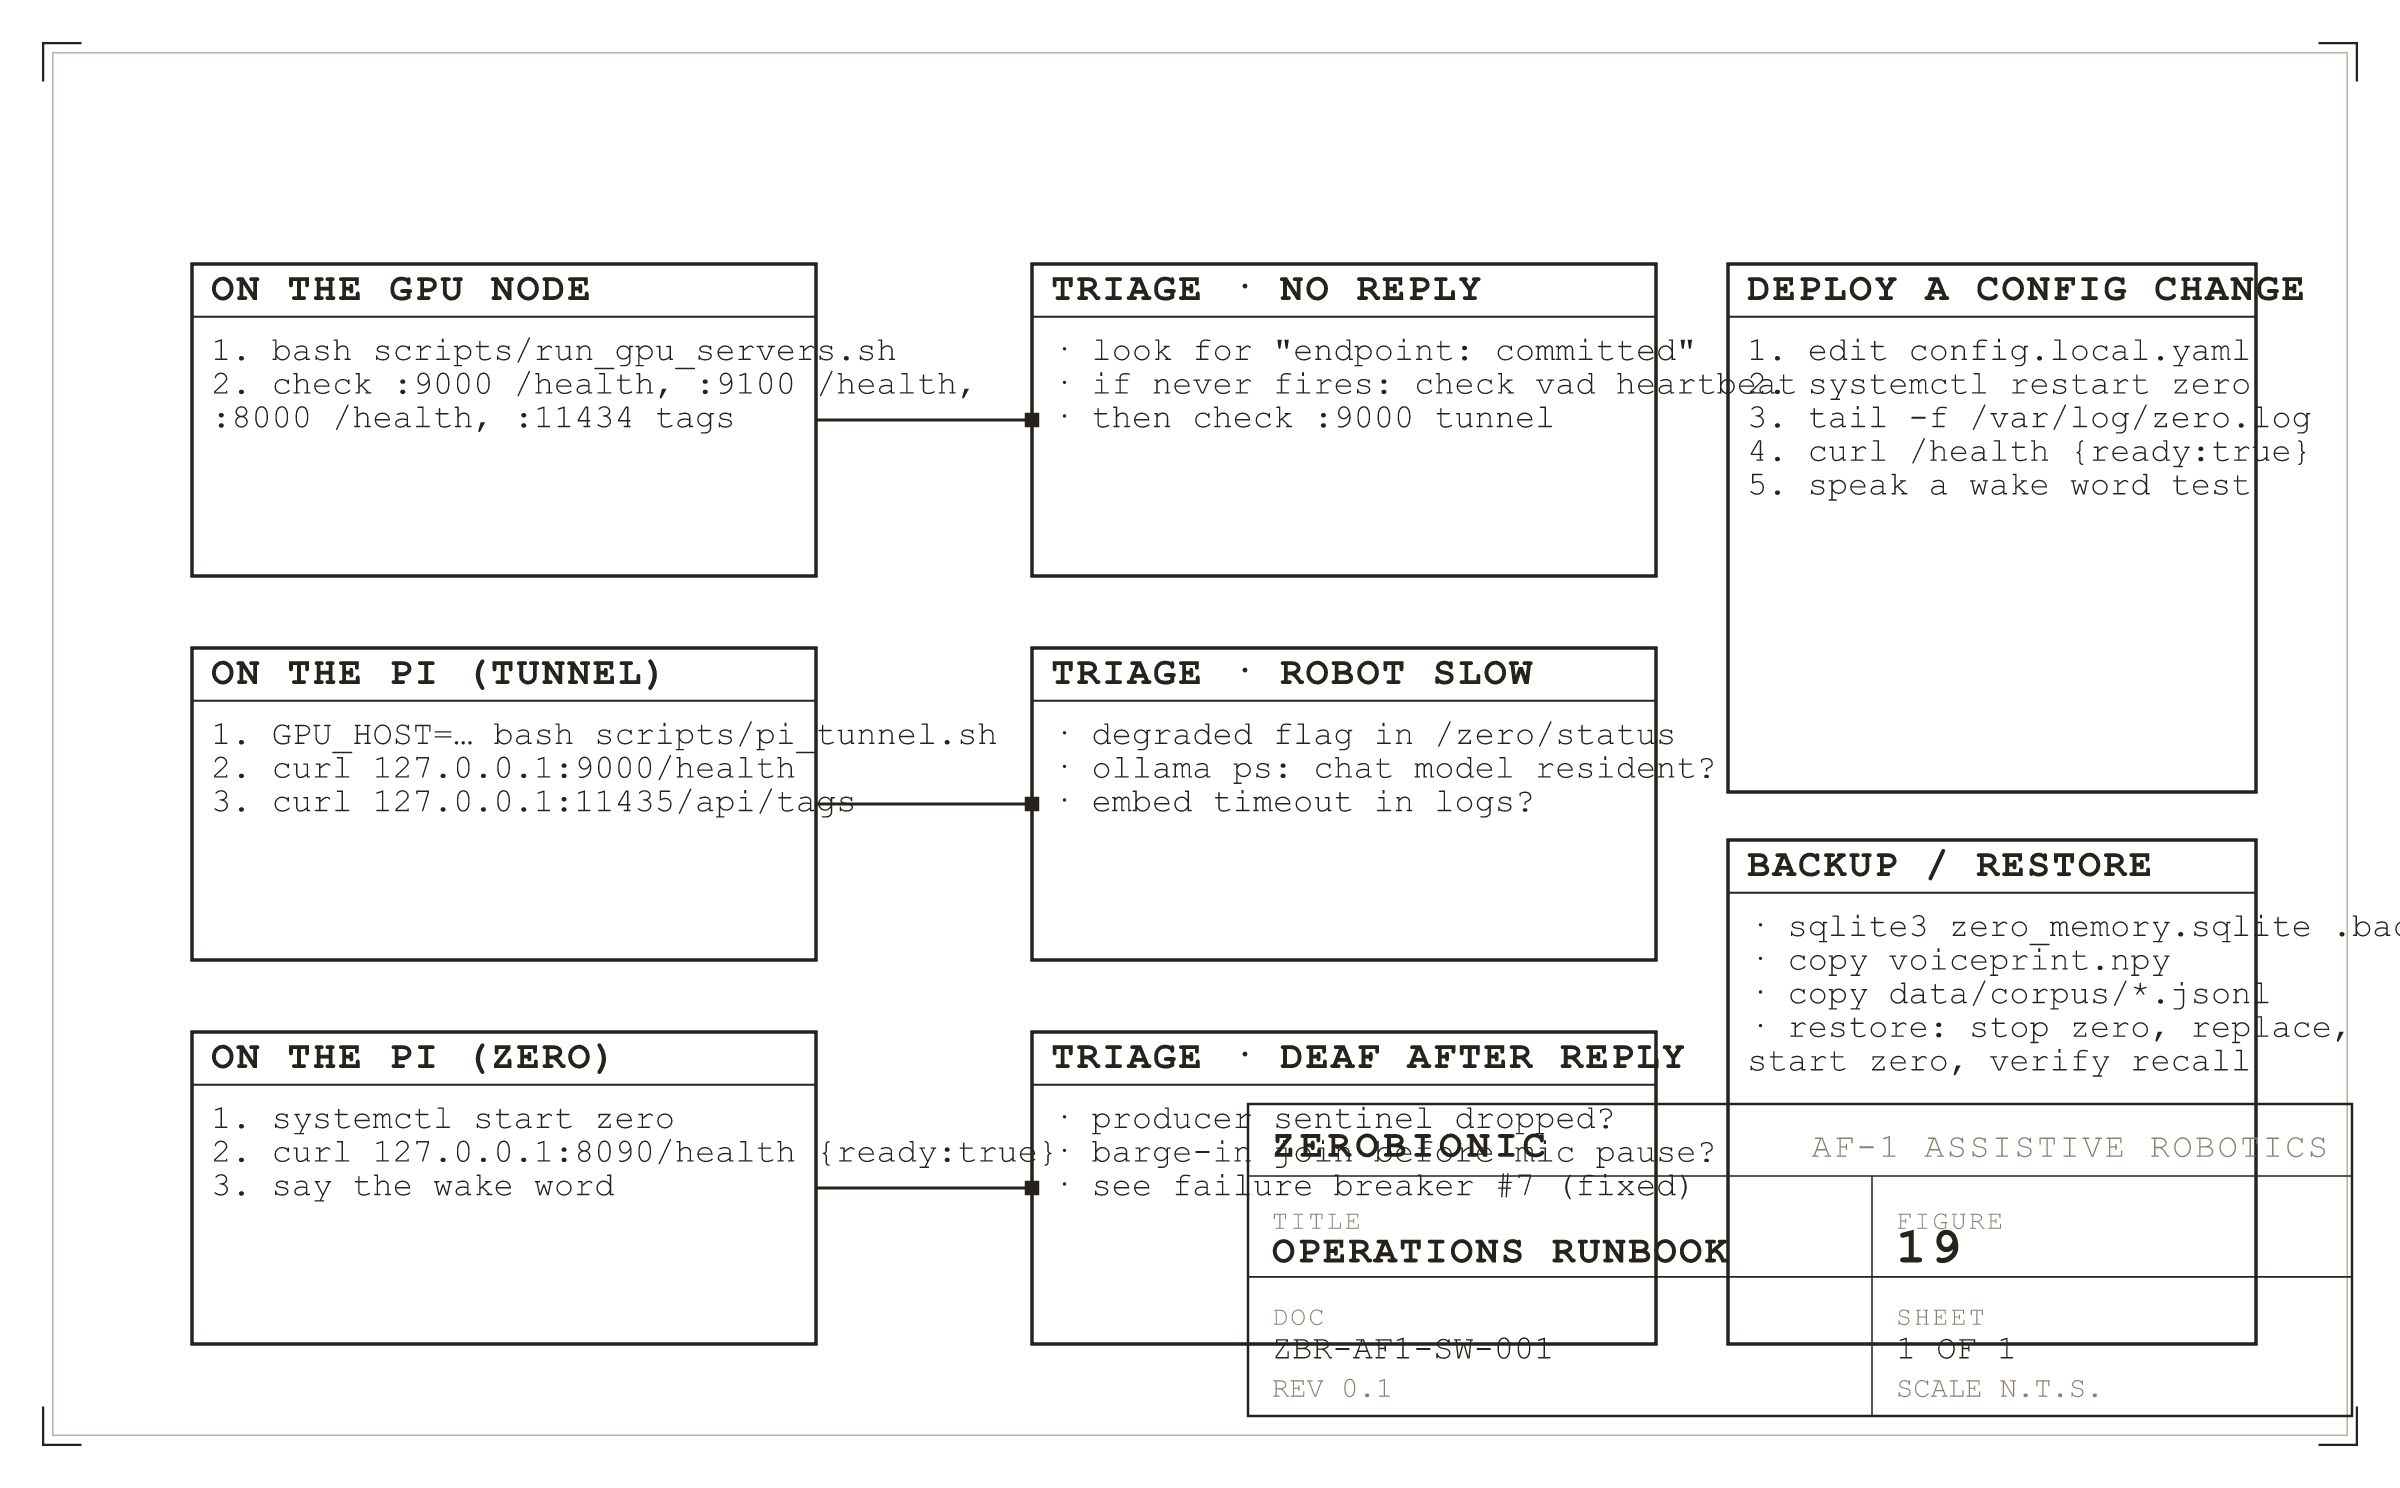 ON THE GPU NODE
1. bash scripts/run_gpu_servers.sh
2. check :9000 /health, :9100 /health,
:8000 /health, :11434 tags
TRIAGE · NO REPLY
· look for "endpoint: committed"
· if never fires: check vad heartbeat
· then check :9000 tunnel
DEPLOY A CONFIG CHANGE
1. edit config.local.yaml
2. systemctl restart zero
3. tail -f /var/log/zero.log
4. curl /health {ready:true}
5. speak a wake word test
ON THE PI (TUNNEL)
1. GPU_HOST=… bash scripts/pi_tunnel.sh
2. curl 127.0.0.1:9000/health
3. curl 127.0.0.1:11435/api/tags
TRIAGE · ROBOT SLOW
· degraded flag in /zero/status
· ollama ps: chat model resident?
· embed timeout in logs?
BACKUP / RESTORE
· sqlite3 zero_memory.sqlite
· copy voiceprint.npy
· copy data/corpus/*.jsonl
· restore: stop zero, replace,
start zero, verify recall
ON THE PI (ZERO)
1. systemctl start zero
2. curl 127.0.0.1:8090/health {ready:true}
3. say the wake word
TRIAGE · DEAF AFTER REPLY
· producer sentinel dropped?
· barge-in join before mic pause?
· see failure breaker #7 (fixed)
ZEROBIONIC
AF-1 ASSISTIVE ROBOTICS
TITLE
OPERATIONS RUNBOOK
FIGURE
19
DOC
ZBR-AF1-SW-001
REV 0.1
SHEET
1 OF 1
SCALE N.T.S.